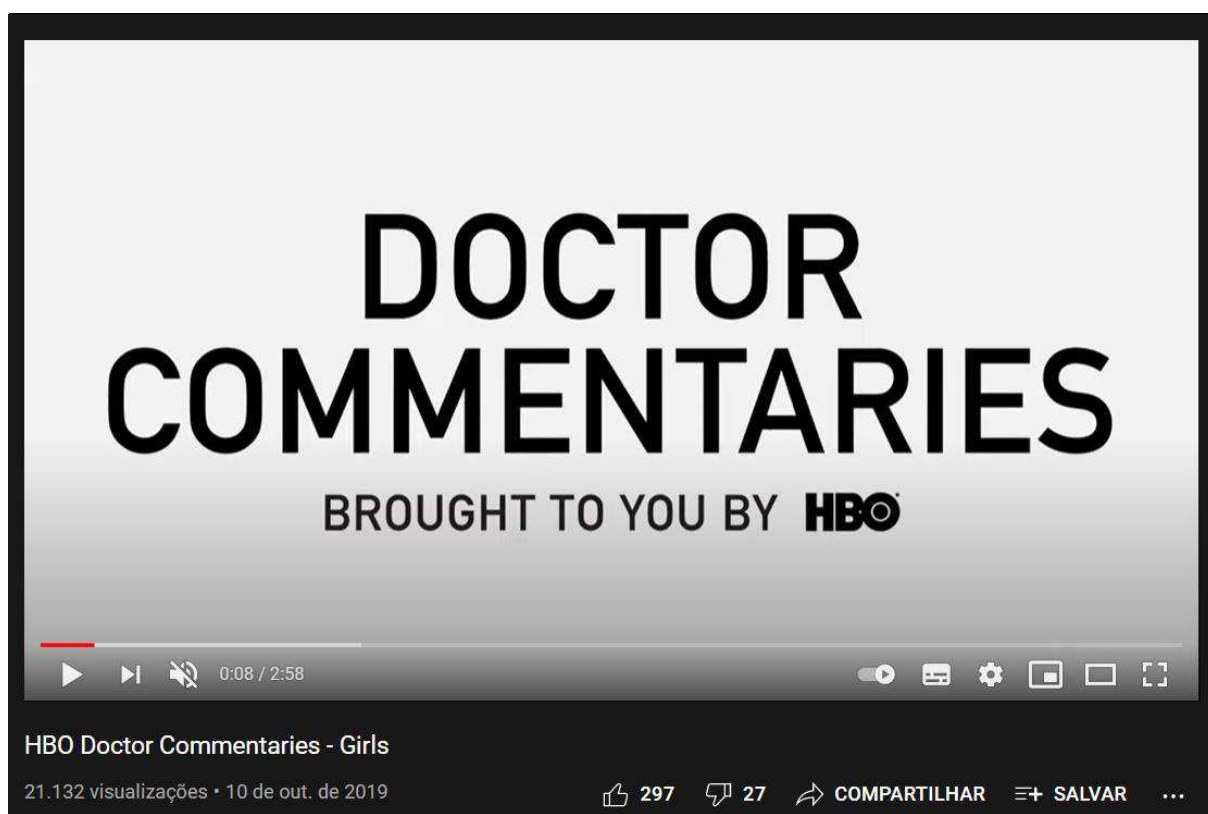 DOCTOR
COMMENTARIES
BROUGHT TO YOU BY HBO
0:08 / 2:58
HBO Doctor Commentaries - Girls
21.132 visualizações • 10 de out. de 2019 297 27 COMPARTILHAR SALVAR